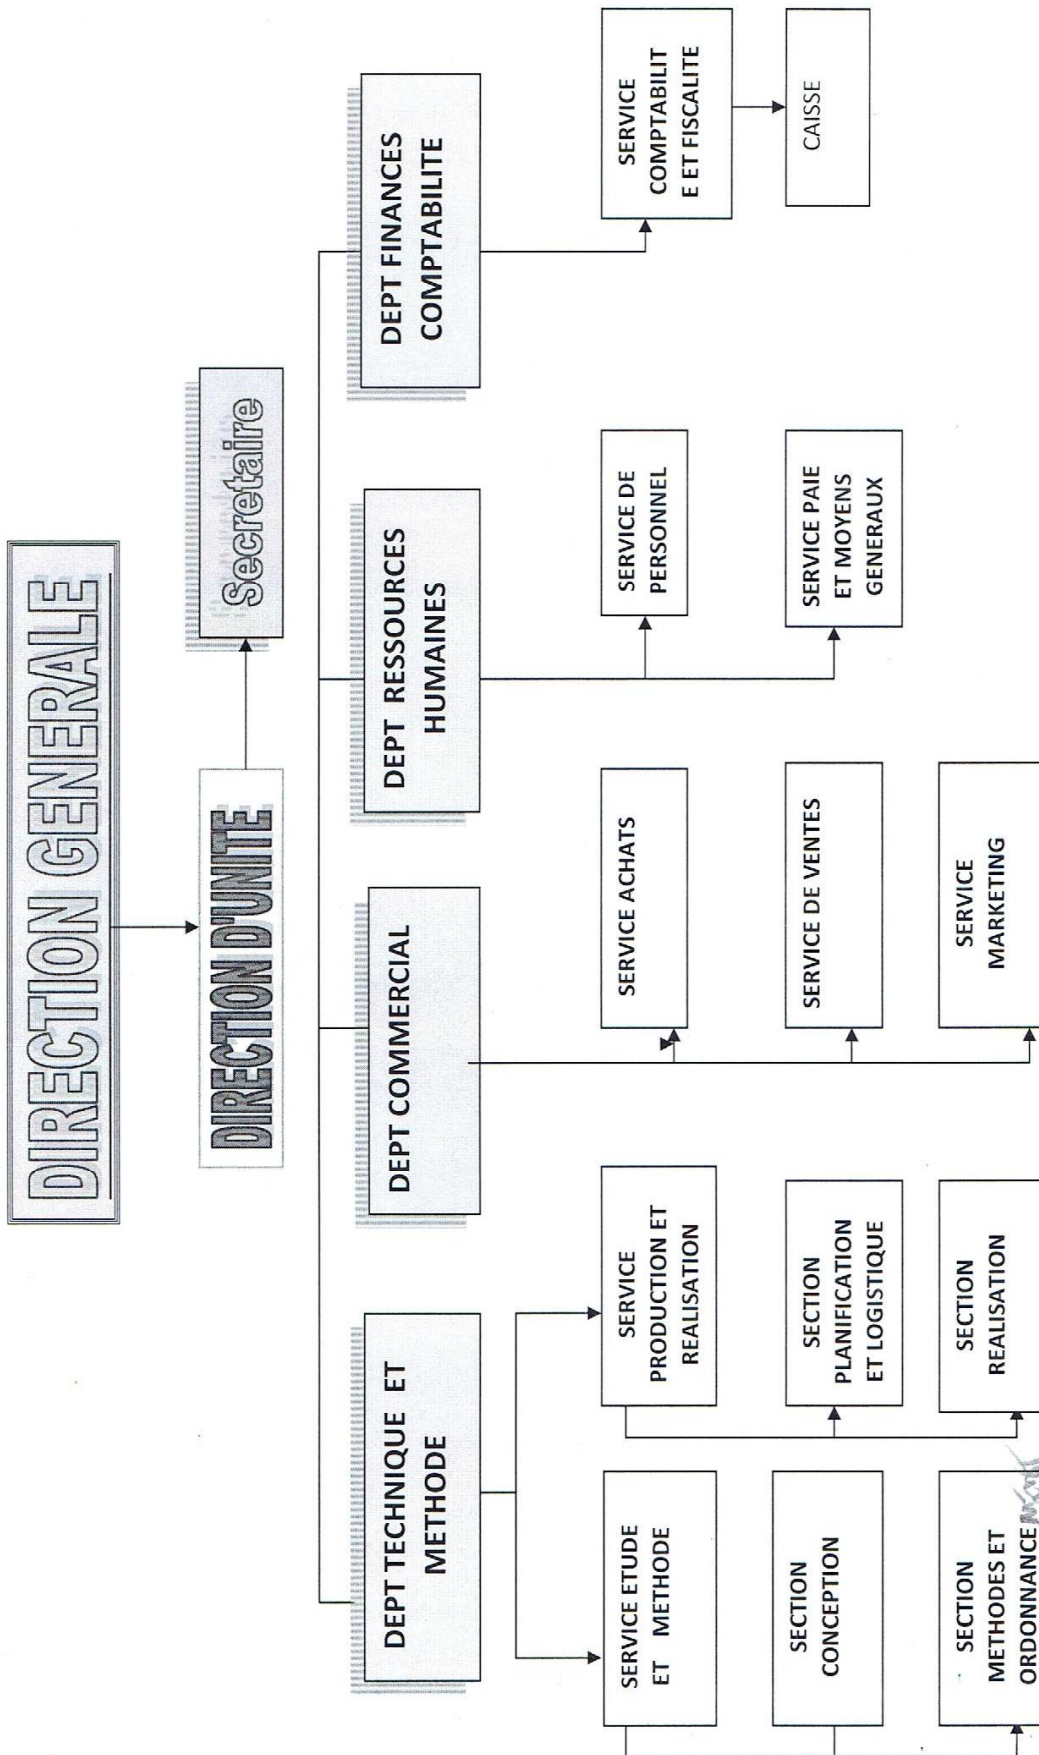 DIRECTION GENERALE
DIRECTION D'UNITE
Secretaire
DEPT TECHNIQUE ET
METHODE
DEPT COMMERCIAL
DEPT RESSOURCES
HUMAINES
DEPT FINANCES
COMPTABILITE
SERVICE ETUDE
ET METHODE
SERVICE
PRODUCTION ET
REALISATION
SERVICE ACHATS
SERVICE DE
PERSONNEL
SERVICE
COMPTABILIT
E ET FISCALITE
SECTION
CONCEPTION
SECTION
PLANIFICATION
ET LOGISTIQUE
SERVICE DE VENTES
SERVICE PAIE
ET MOYENS
GENERAUX
CAISSE
SECTION
METHODES ET
ORDONNANCE
SECTION
REALISATION
SERVICE
MARKETING